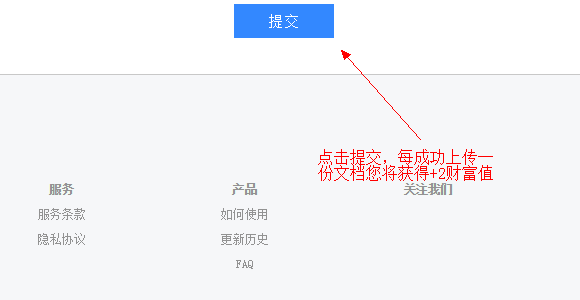 提交
点击提交，每成功上传一
份文档您将获得+2财富值
服务
产品
关注我们
服务条款
如何使用
隐私协议
更新历史
FAQ